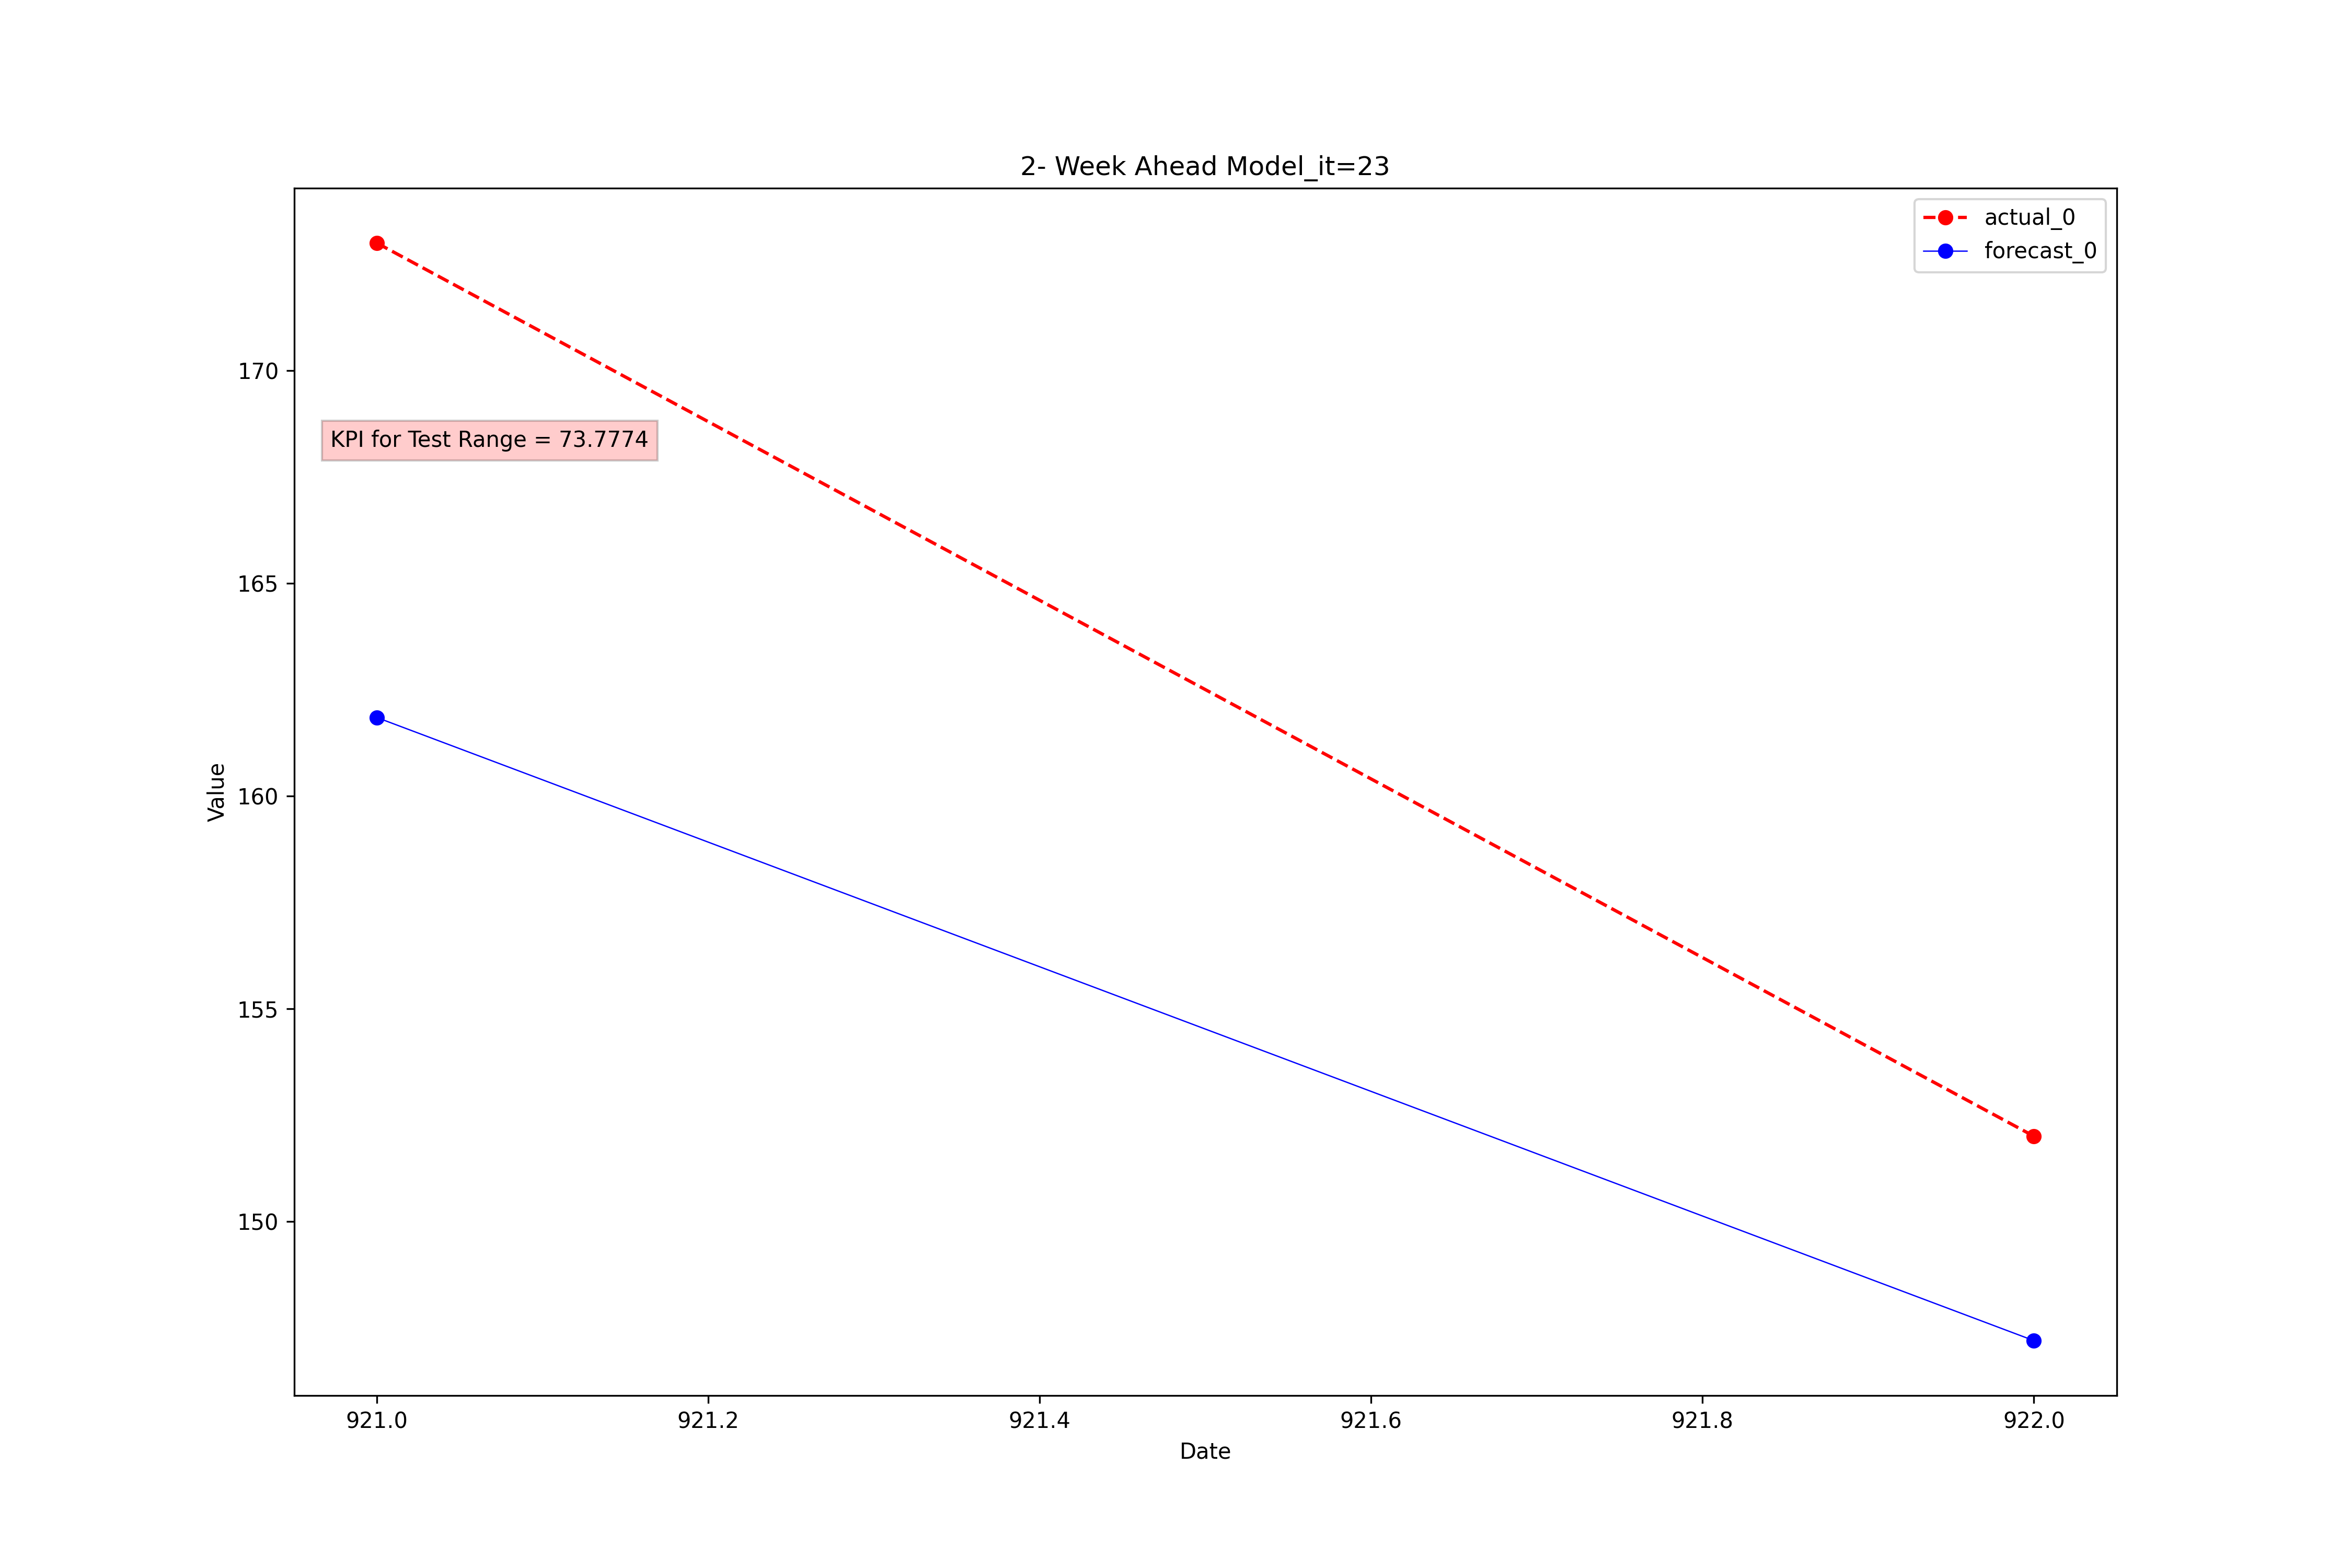 2- Week Ahead Model_it=23
actual_0
forecast_0
KPI for Test Range = 73.7774
170
165
160
155
150
Value
921.0 921.2 921.4 921.6 921.8 922.0
Date